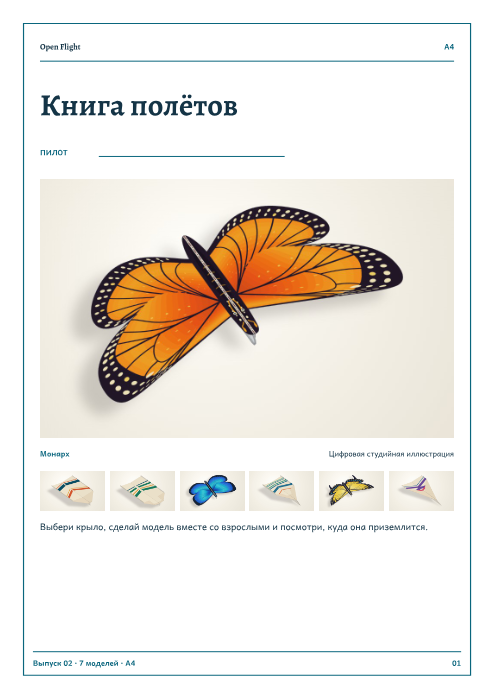 Open Flight
A4
Книга полётов
ПИЛОТ
Монарх
Цифровая студийная иллюстрация
Выбери крыло, сделай модель вместе со взрослыми и посмотри, куда она приземлится.
Выпуск 02 · 7 моделей · A4
01